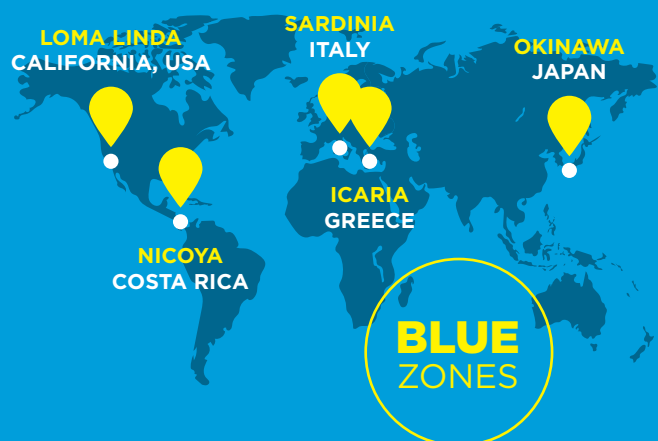 LOMA LINDA
CALIFORNIA, USA
SARDINIA
ITALY
OKINAWA
JAPAN
ICARIA
GREECE
NICOYA
COSTA RICA
BLUE
ZONES